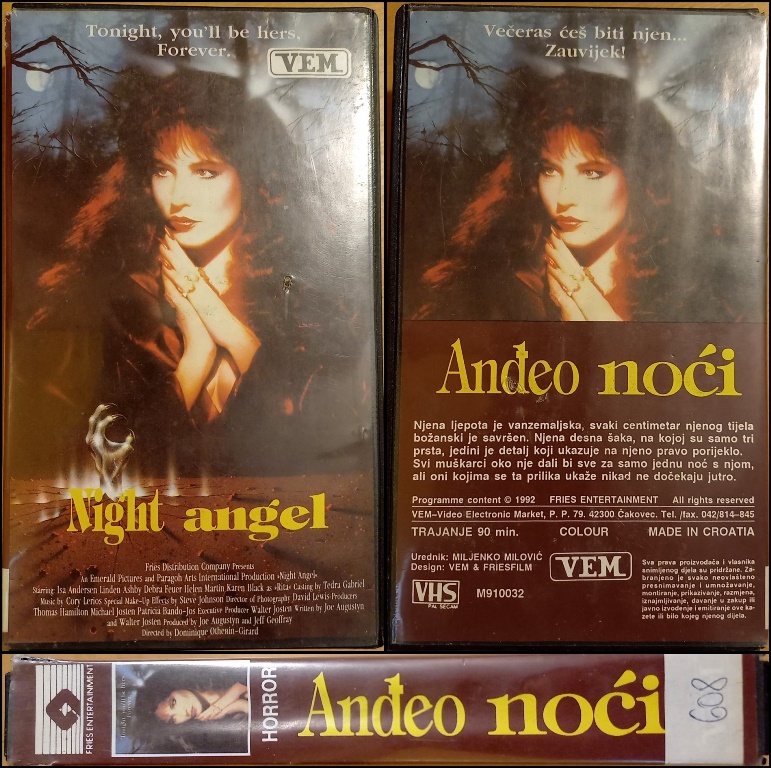 Tonight, you'll be hers.
Forever.
VEM
Night angel
Fries Distribution Company Presents
An Emerald Pictures and Paragon Arts International Production »Night Angel«
Starring Isa Andersen Linden Ashby Debra Feuer Helen Martin Karen Black as »Rita« Casting by Tedra Gabriel
Music by Cory Lerios Special Make-Up Effects by Steve Johnson Director of Photography David Lewis Producers
Thomas Hamilton Michael Josten Patricia Bando-Jos Executive Producer Walter Josten Written by Joe Augustyn
and Walter Josten Produced by Joe Augustyn and Jeff Geoffray
Directed by Dominique Othenin-Girard
Večeras ćeš biti njen...
Zauvijek!
Anđeo noći
Njena ljepota je vanzemaljska, svaki centimetar njenog tijela
božanski je savršen. Njena desna šaka, na kojoj su samo tri
prsta, jedini je detalj koji ukazuje na njeno pravo porijeklo.
Svi muškarci oko nje dali bi sve za samo jednu noć s njom,
ali oni kojima se ta prilika ukaže nikad ne dočekaju jutro.
Programme content © 1992 FRIES ENTERTAINMENT All rights reserved
VEM–Video Electronic Market, P. P. 79. 42300 Čakovec. Tel. /fax. 042/814–845
TRAJANJE 90 min. COLOUR MADE IN CROATIA
Urednik: MILJENKO MILOVIĆ
Design: VEM & FRIESFILM
VEM
VHS
PAL SECAM
M910032
Sva prava proizvođača i vlasnika
snimljenog djela su pridržane. Za-
branjeno je svako neovlašteno
presnimavanje i umnožavanje,
montiranje, prikazivanje, razmjena,
iznajmljivanje, davanje u zakup ili
javno izvođenje i emitiranje ove ka-
zete ili bilo kojeg njenog dijela.
FRIES ENTERTAINMENT
HORROR
Anđeo noći
608